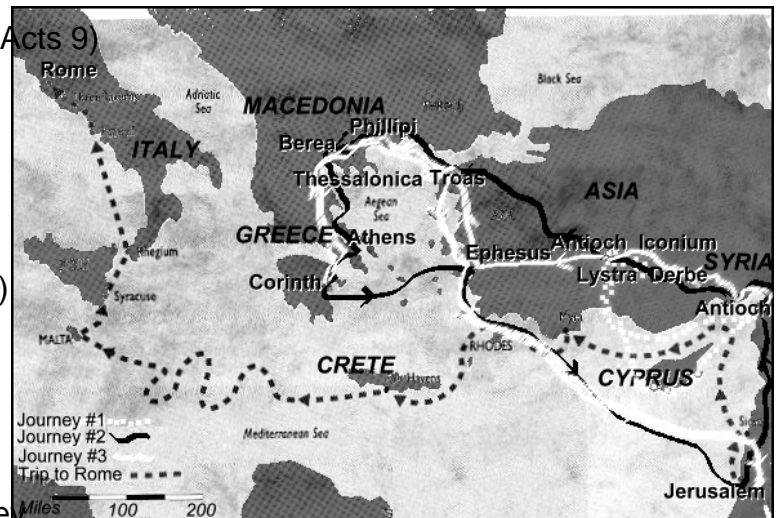 Acts 9)
Rome
Adriatic
Sea
Black Sea
MACEDONIA
Phillipi
Berea
ITALY
Thessalonica Troas
ASIA
Aegean
Sea
GREECE Athens
Antioch Iconium
Ephesus
SYRIA
Rhegium
Lystra Derbe
Corinth
)
Syracuse
Antioch
MALTA
RHODES
CRETE
CYPRUS
Havens
Journey #1
Journey #2
Journey #3
Trip to Rome
Mediterranean Sea
Jerusalem
Miles 100 200